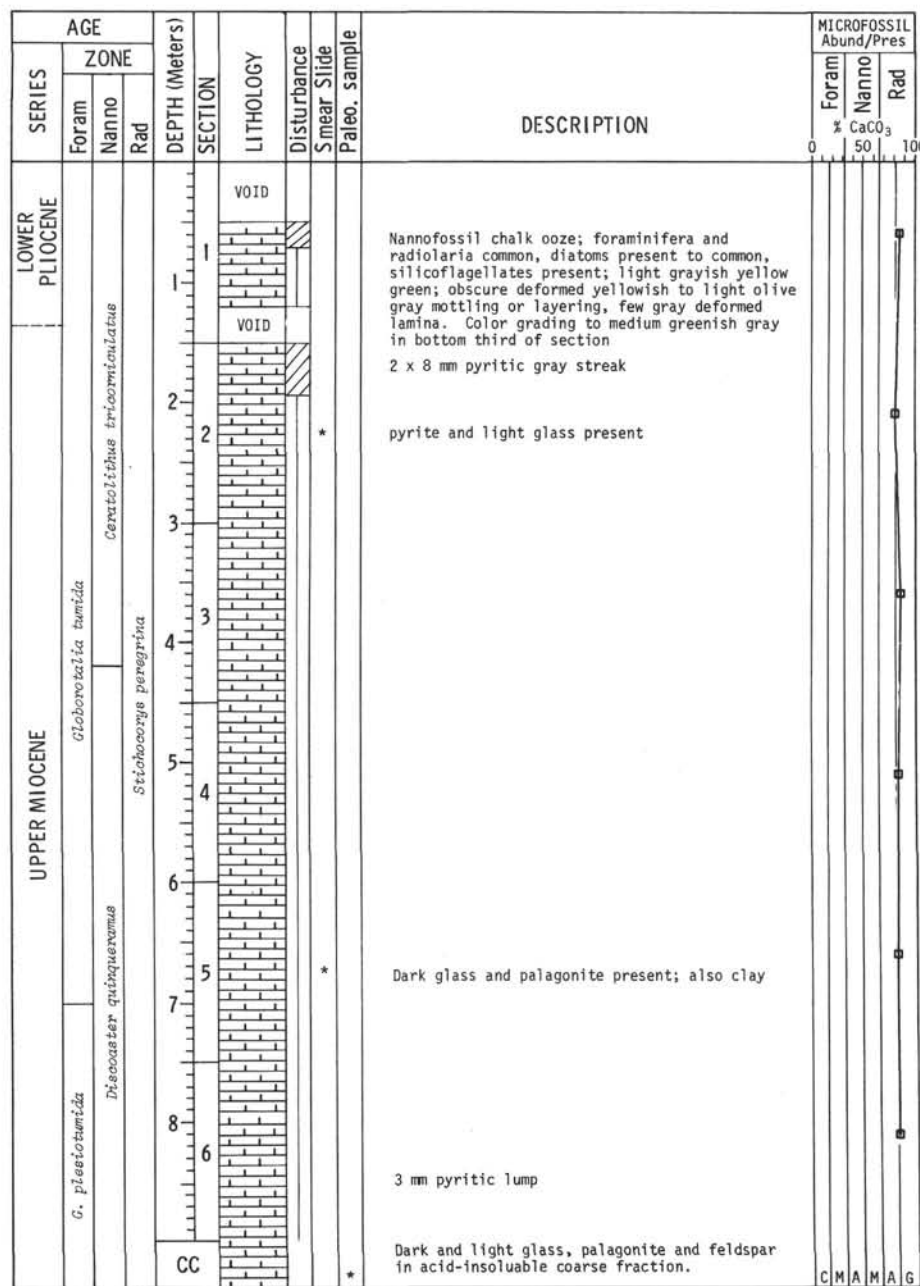 AGE
MICROFOSSIL
Abund/Pres
ZONE
SERIES
Foram
Nanno
Rad
DEPTH (Meters)
SECTION
LITHOLOGY
Disturbance
Smear Slide
Paleo. sample
DESCRIPTION
Foram
Nanno
Rad
% CaCO3
0 50 100
LOWER
PLIOCENE
UPPER MIOCENE
Globorotalia tumida
G. plesiotumida
Ceratolithus tricorniculatus
Discoaster quinqueramus
Stichocorys peregrina
VOID
1
1
VOID
2
2
*
3
3
4
4
5
6
5
*
7
8
6
CC
*
Nannofossil chalk ooze; foraminifera and
radiolaria common, diatoms present to common,
silicoflagellates present; light grayish yellow
green; obscure deformed yellowish to light olive
gray mottling or layering, few gray deformed
lamina. Color grading to medium greenish gray
in bottom third of section
2 x 8 mm pyritic gray streak
pyrite and light glass present
Dark glass and palagonite present; also clay
3 mm pyritic lump
Dark and light glass, palagonite and feldspar
in acid-insoluable coarse fraction.
C M A M A G